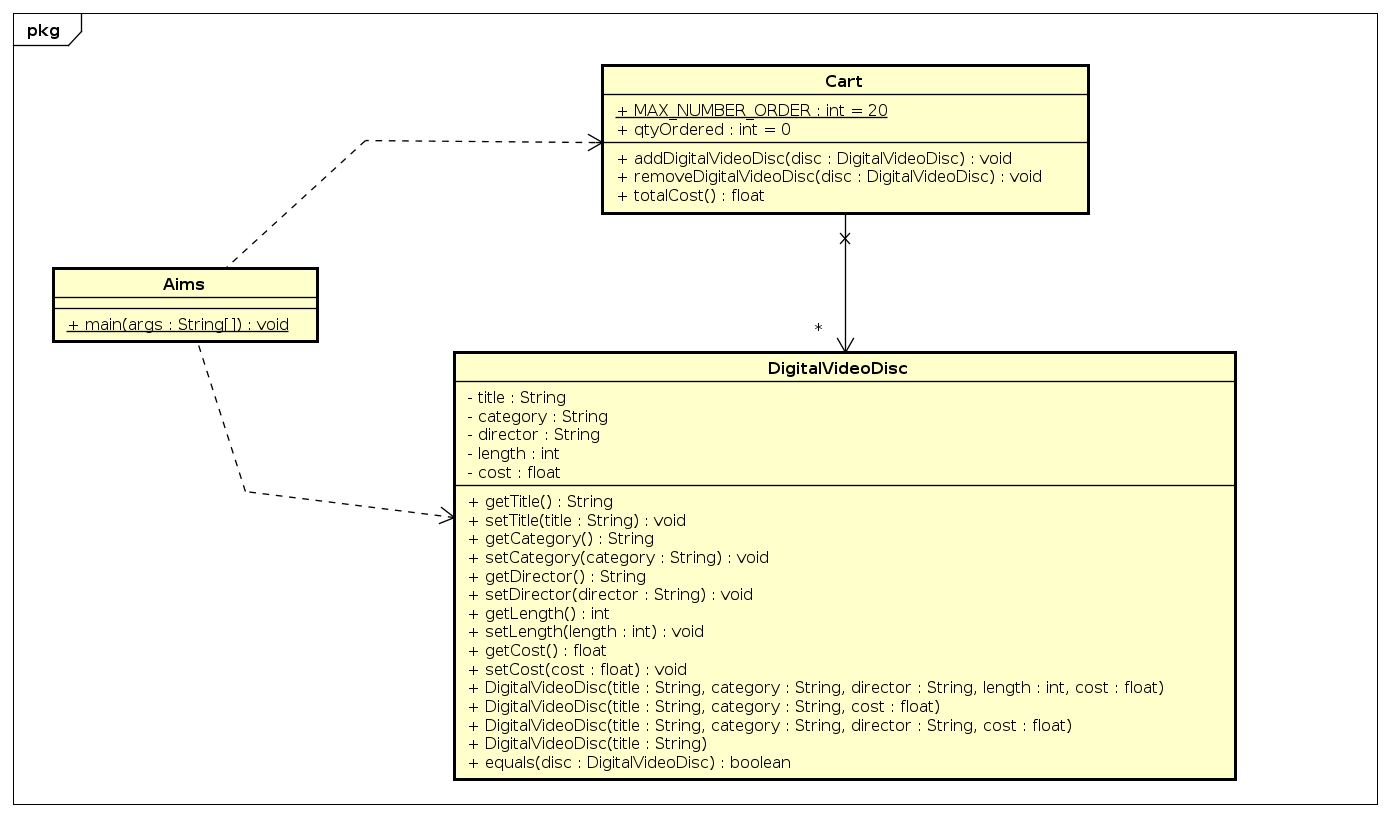 pkg
Cart
+ MAX_NUMBER_ORDER : int = 20
+ qtyOrdered : int = 0
+ addDigitalVideoDisc(disc : DigitalVideoDisc) : void
+ removeDigitalVideoDisc(disc : DigitalVideoDisc) : void
+ totalCost() : float
Aims
+ main(args : String[]) : void
*
DigitalVideoDisc
- title : String
- category : String
- director : String
- length : int
- cost : float
+ getTitle() : String
+ setTitle(title : String) : void
+ getCategory() : String
+ setCategory(category : String) : void
+ getDirector() : String
+ setDirector(director : String) : void
+ getLength() : int
+ setLength(length : int) : void
+ getCost() : float
+ setCost(cost : float) : void
+ DigitalVideoDisc(title : String, category : String, director : String, length : int, cost : float)
+ DigitalVideoDisc(title : String, category : String, cost : float)
+ DigitalVideoDisc(title : String, category : String, director : String, cost : float)
+ DigitalVideoDisc(title : String)
+ equals(disc : DigitalVideoDisc) : boolean